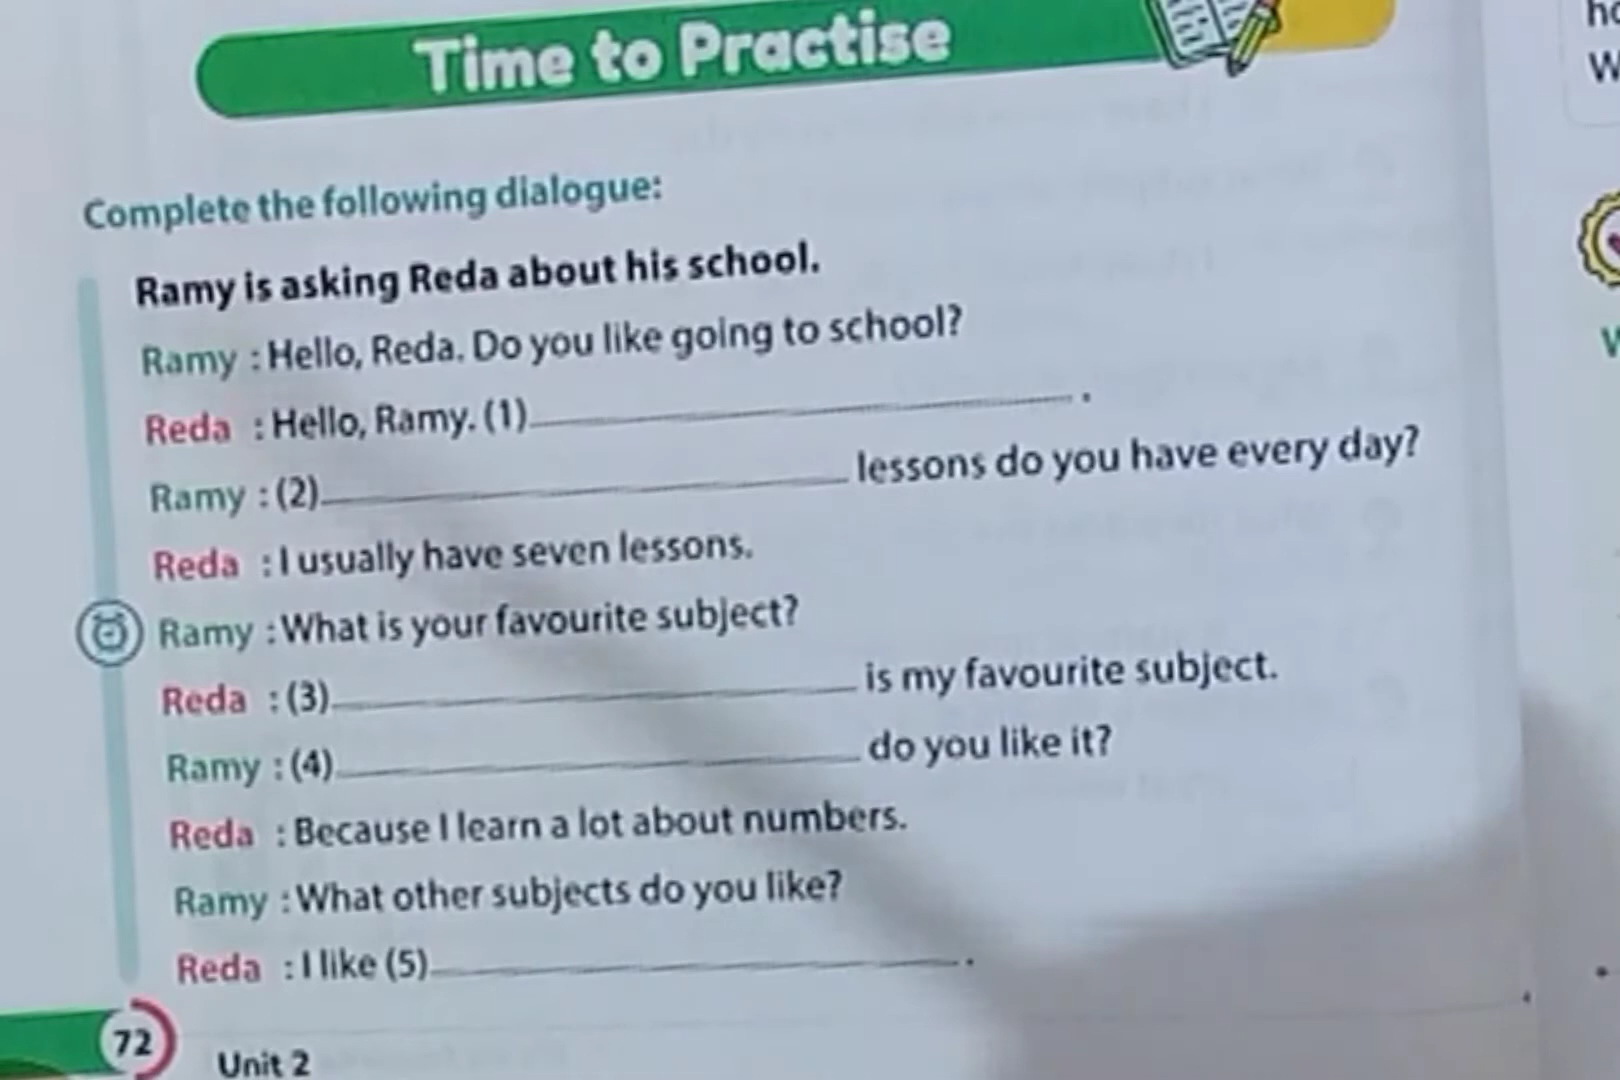 Time to Practise
Complete the following dialogue:
Ramy is asking Reda about his school.
Ramy : Hello, Reda. Do you like going to school?
Reda : Hello, Ramy. (1) .
Ramy : (2) lessons do you have every day?
Reda : I usually have seven lessons.
Ramy : What is your favourite subject?
Reda : (3) is my favourite subject.
Ramy : (4) do you like it?
Reda : Because I learn a lot about numbers.
Ramy : What other subjects do you like?
Reda : I like (5) .
72
Unit 2